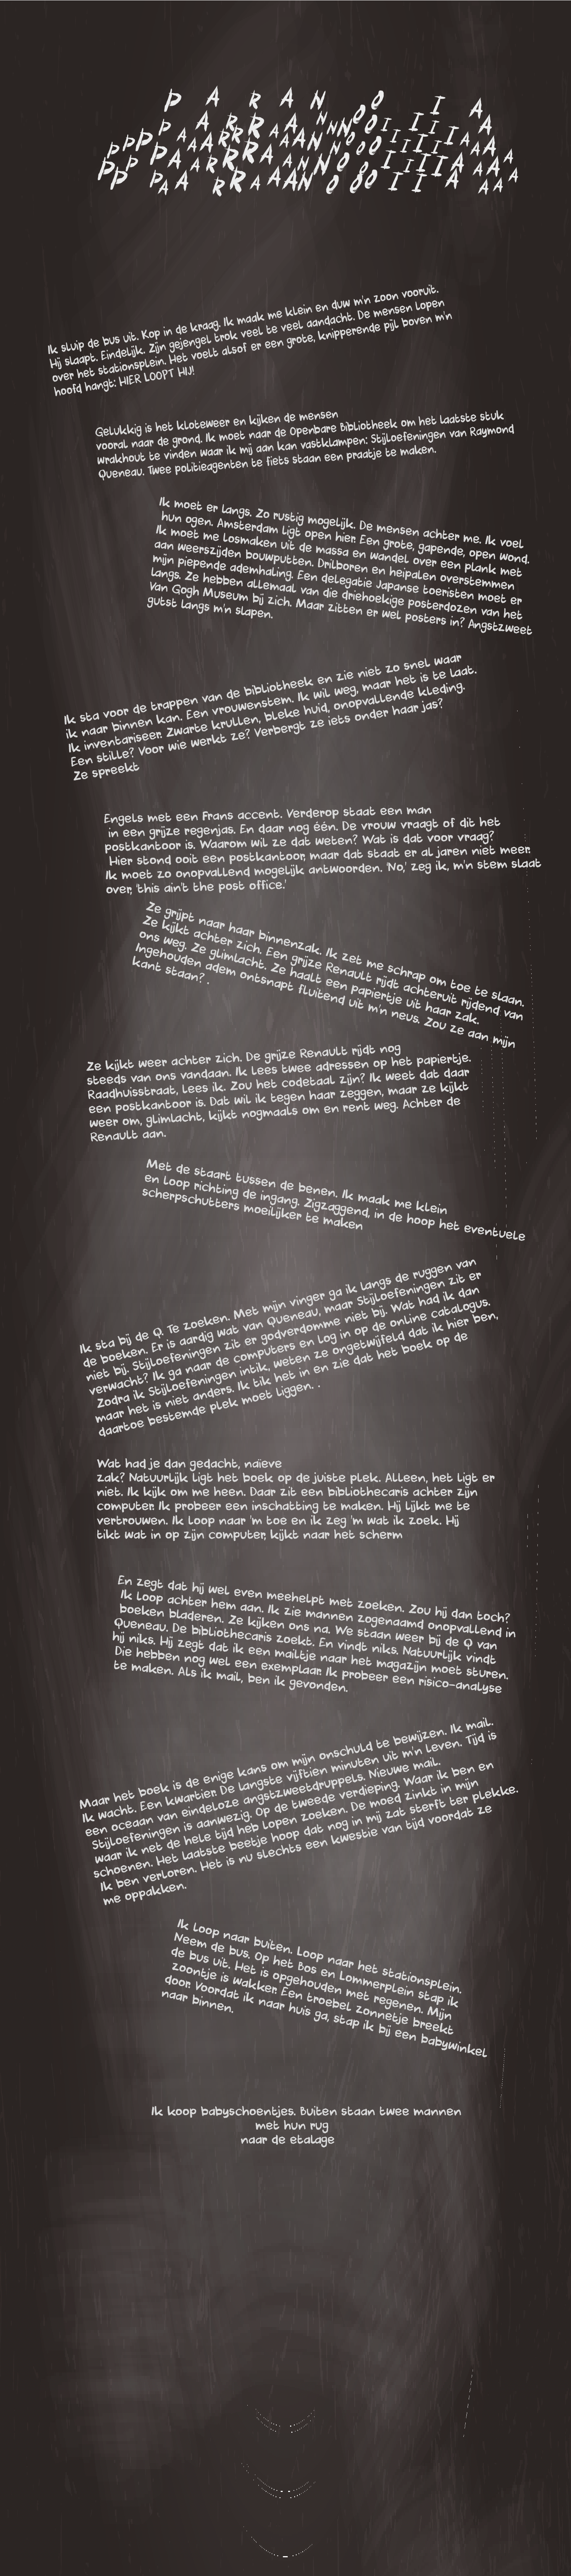 P A R A N O I A
Ik sluip de bus uit. Kop in de kraag. Ik maak me klein en duw m'n zoon vooruit.
Hij slaapt. Eindelijk. Zijn gejengel trok veel te veel aandacht. De mensen lopen
over het stationsplein. Het voelt alsof er een grote, knipperende pijl boven m'n
hoofd hangt: HIER LOOPT HIJ!
Gelukkig is het kloteweer en kijken de mensen
vooral naar de grond. Ik moet naar de Openbare Bibliotheek om het laatste stuk
wrakhout te vinden waar ik mij aan kan vastklampen: Stijloefeningen van Raymond
Queneau. Twee politieagenten te fiets staan een praatje te maken.
Ik moet er langs. Zo rustig mogelijk. De mensen achter me. Ik voel
hun ogen. Amsterdam ligt open hier. Een grote, gapende, open wond.
Ik moet me losmaken uit de massa en wandel over een plank met
aan weerszijden bouwputten. Drilboren en heipalen overstemmen
mijn piepende ademhaling. Een delegatie Japanse toeristen moet er
langs. Ze hebben allemaal van die driehoekige posterdozen van het
Van Gogh Museum bij zich. Maar zitten er wel posters in? Angstzweet
gutst langs m'n slapen.
Ik sta voor de trappen van de bibliotheek en zie niet zo snel waar
ik naar binnen kan. Een vrouwenstem. Ik wil weg, maar het is te laat.
Ik inventariseer. Zwarte krullen, bleke huid, onopvallende kleding.
Een stille? Voor wie werkt ze? Verbergt ze iets onder haar jas?
Ze spreekt
Engels met een Frans accent. Verderop staat een man
in een grijze regenjas. En daar nog één. De vrouw vraagt of dit het
postkantoor is. Waarom wil ze dat weten? Wat is dat voor vraag?
Hier stond ooit een postkantoor, maar dat staat er al jaren niet meer.
Ik moet zo onopvallend mogelijk antwoorden. 'No,' zeg ik, m'n stem slaat
over, 'this ain't the post office.'
Ze grijpt naar haar binnenzak. Ik zet me schrap om toe te slaan.
Ze kijkt achter zich. Een grijze Renault rijdt achteruit rijdend van
ons weg. Ze glimlacht. Ze haalt een papiertje uit haar zak.
Ingehouden adem ontsnapt fluitend uit m'n neus. Zou ze aan mijn
kant staan? .
Ze kijkt weer achter zich. De grijze Renault rijdt nog
steeds van ons vandaan. Ik Lees twee adressen op het papiertje.
Raadhuisstraat, Lees ik. Zou het codetaal zijn? Ik weet dat daar
een postkantoor is. Dat wil ik tegen haar zeggen, maar ze kijkt
weer om, glimlacht, kijkt nogmaals om en rent weg. Achter de
Renault aan.
Met de staart tussen de benen. Ik maak me klein
en loop richting de ingang. Zigzaggend, in de hoop het eventuele
scherpschutters moeilijker te maken
Ik sta bij de Q. Te zoeken. Met mijn vinger ga ik langs de ruggen van
de boeken. Er is aardig wat van Queneau, maar Stijloefeningen zit er
niet bij. Stijloefeningen zit er godverdomme niet bij. Wat had ik dan
verwacht? Ik ga naar de computers en log in op de online catalogus.
Zodra ik Stijloefeningen intik, weten ze ongetwijfeld dat ik hier ben,
maar het is niet anders. Ik tik het in en zie dat het boek op de
daartoe bestemde plek moet liggen. .
Wat had je dan gedacht, naïeve
zak? Natuurlijk ligt het boek op de juiste plek. Alleen, het ligt er
niet. Ik kijk om me heen. Daar zit een bibliothecaris achter zijn
computer. Ik probeer een inschatting te maken. Hij lijkt me te
vertrouwen. Ik loop naar 'm toe en ik zeg 'm wat ik zoek. Hij
tikt wat in op zijn computer, kijkt naar het scherm
En zegt dat hij wel even meehelpt met zoeken. Zou hij dan toch?
Ik loop achter hem aan. Ik zie mannen zogenaamd onopvallend in
boeken bladeren. Ze kijken ons na. We staan weer bij de Q van
Queneau. De bibliothecaris zoekt. En vindt niks. Natuurlijk vindt
hij niks. Hij zegt dat ik een mailtje naar het magazijn moet sturen.
Die hebben nog wel een exemplaar. Ik probeer een risico-analyse
te maken. Als ik mail, ben ik gevonden.
Maar het boek is de enige kans om mijn onschuld te bewijzen. Ik mail.
Ik wacht. Een kwartier. De langste vijftien minuten uit m'n leven. Tijd is
een oceaan van eindeloze angstzweetdruppels. Nieuwe mail.
Stijloefeningen is aanwezig. Op de tweede verdieping. Waar ik ben en
waar ik net de hele tijd heb lopen zoeken. De moed zinkt in mijn
schoenen. Het laatste beetje hoop dat nog in mij zat sterft ter plekke.
Ik ben verloren. Het is nu slechts een kwestie van tijd voordat ze
me oppakken.
Ik loop naar buiten. Loop naar het stationsplein.
Neem de bus. Op het Bos en Lommerplein stap ik
de bus uit. Het is opgehouden met regenen. Mijn
zoontje is wakker. Een troebel zonnetje breekt
door. Voordat ik naar huis ga, stap ik bij een babywinkel
naar binnen.
Ik koop babyschoentjes. Buiten staan twee mannen
met hun rug
naar de etalage